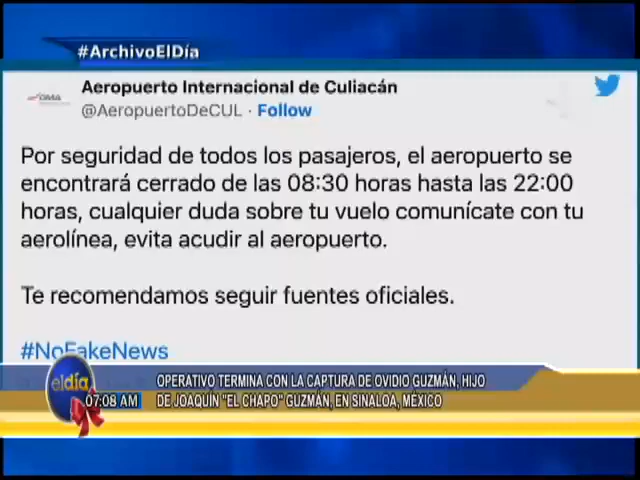 #ArchivoElDía
Aeropuerto Internacional de Culiacán
OMA
@AeropuertoDeCUL · Follow
Por seguridad de todos los pasajeros, el aeropuerto se
encontrará cerrado de las 08:30 horas hasta las 22:00
horas, cualquier duda sobre tu vuelo comunícate con tu
aerolínea, evita acudir al aeropuerto.
Te recomendamos seguir fuentes oficiales.
#NoFakeNews
el día
07:08 AM
OPERATIVO TERMINA CON LA CAPTURA DE OVIDIO GUZMÁN, HIJO
DE JOAQUÍN "EL CHAPO" GUZMÁN, EN SINALOA, MÉXICO